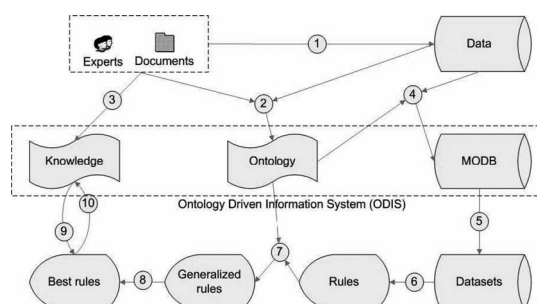 1
Experts Documents
Data
3
2
4
Knowledge
Ontology
MODB
Ontology Driven Information System (ODIS)
10
9
5
7
Best rules
8
Generalized
rules
Rules
6
Datasets